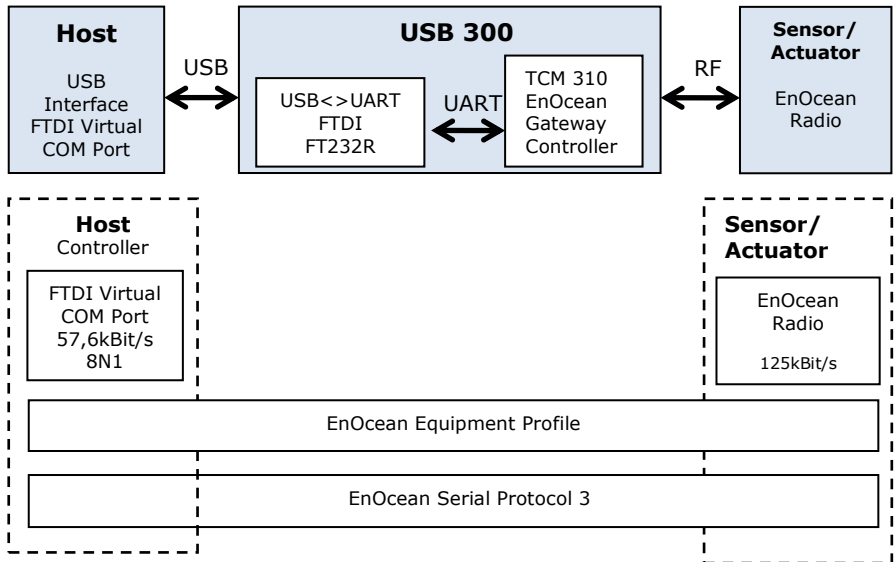 Host
USB
Interface
FTDI Virtual
COM Port
USB
USB 300
USB<>UART
FTDI
FT232R
UART
TCM 310
EnOcean
Gateway
Controller
RF
Sensor/
Actuator
EnOcean
Radio
Host
Controller
FTDI Virtual
COM Port
57,6kBit/s
8N1
Sensor/
Actuator
EnOcean
Radio
125kBit/s
EnOcean Equipment Profile
EnOcean Serial Protocol 3